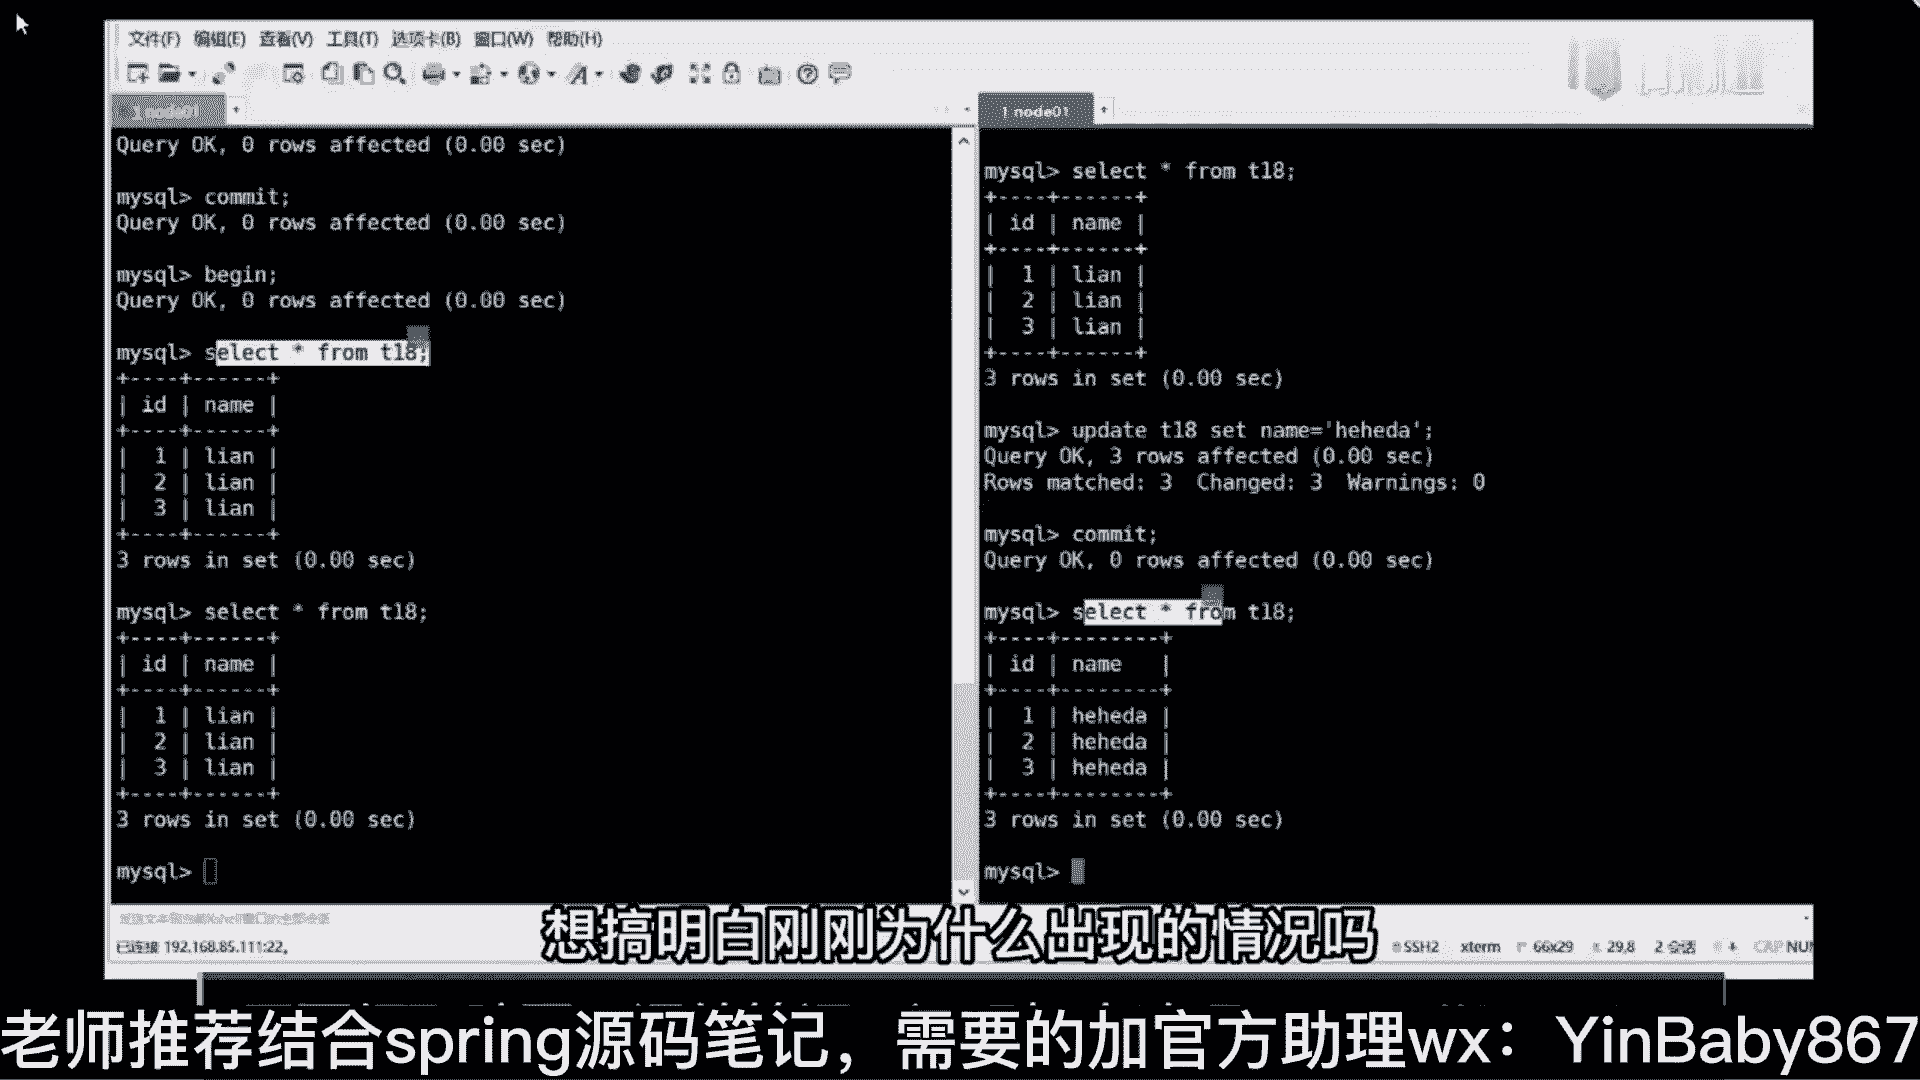 文件(F) 编辑(E) 查看(V) 工具(T) 选项卡(B) 窗口(W) 帮助(H)
1 node01
Query OK, 0 rows affected (0.00 sec)
mysql> commit;
Query OK, 0 rows affected (0.00 sec)
mysql> begin;
Query OK, 0 rows affected (0.00 sec)
mysql> select * from t18;
+----+------+
| id | name |
+----+------+
| 1 | lian |
| 2 | lian |
| 3 | lian |
+----+------+
3 rows in set (0.00 sec)
mysql> select * from t18;
+----+------+
| id | name |
+----+------+
| 1 | lian |
| 2 | lian |
| 3 | lian |
+----+------+
3 rows in set (0.00 sec)
mysql>
1 node01
mysql> select * from t18;
+----+------+
| id | name |
+----+------+
| 1 | lian |
| 2 | lian |
| 3 | lian |
+----+------+
3 rows in set (0.00 sec)
mysql> update t18 set name='heheda';
Query OK, 3 rows affected (0.00 sec)
Rows matched: 3 Changed: 3 Warnings: 0
mysql> commit;
Query OK, 0 rows affected (0.00 sec)
mysql> select * from t18;
+----+--------+
| id | name |
+----+--------+
| 1 | heheda |
| 2 | heheda |
| 3 | heheda |
+----+--------+
3 rows in set (0.00 sec)
mysql>
已连接 192.168.85.111:22。
SSH2 xterm 66x29 29,8 2 会话 CAP NUM
想搞明白刚刚为什么出现的情况吗
老师推荐结合spring源码笔记，需要的加官方助理wx：YinBaby867